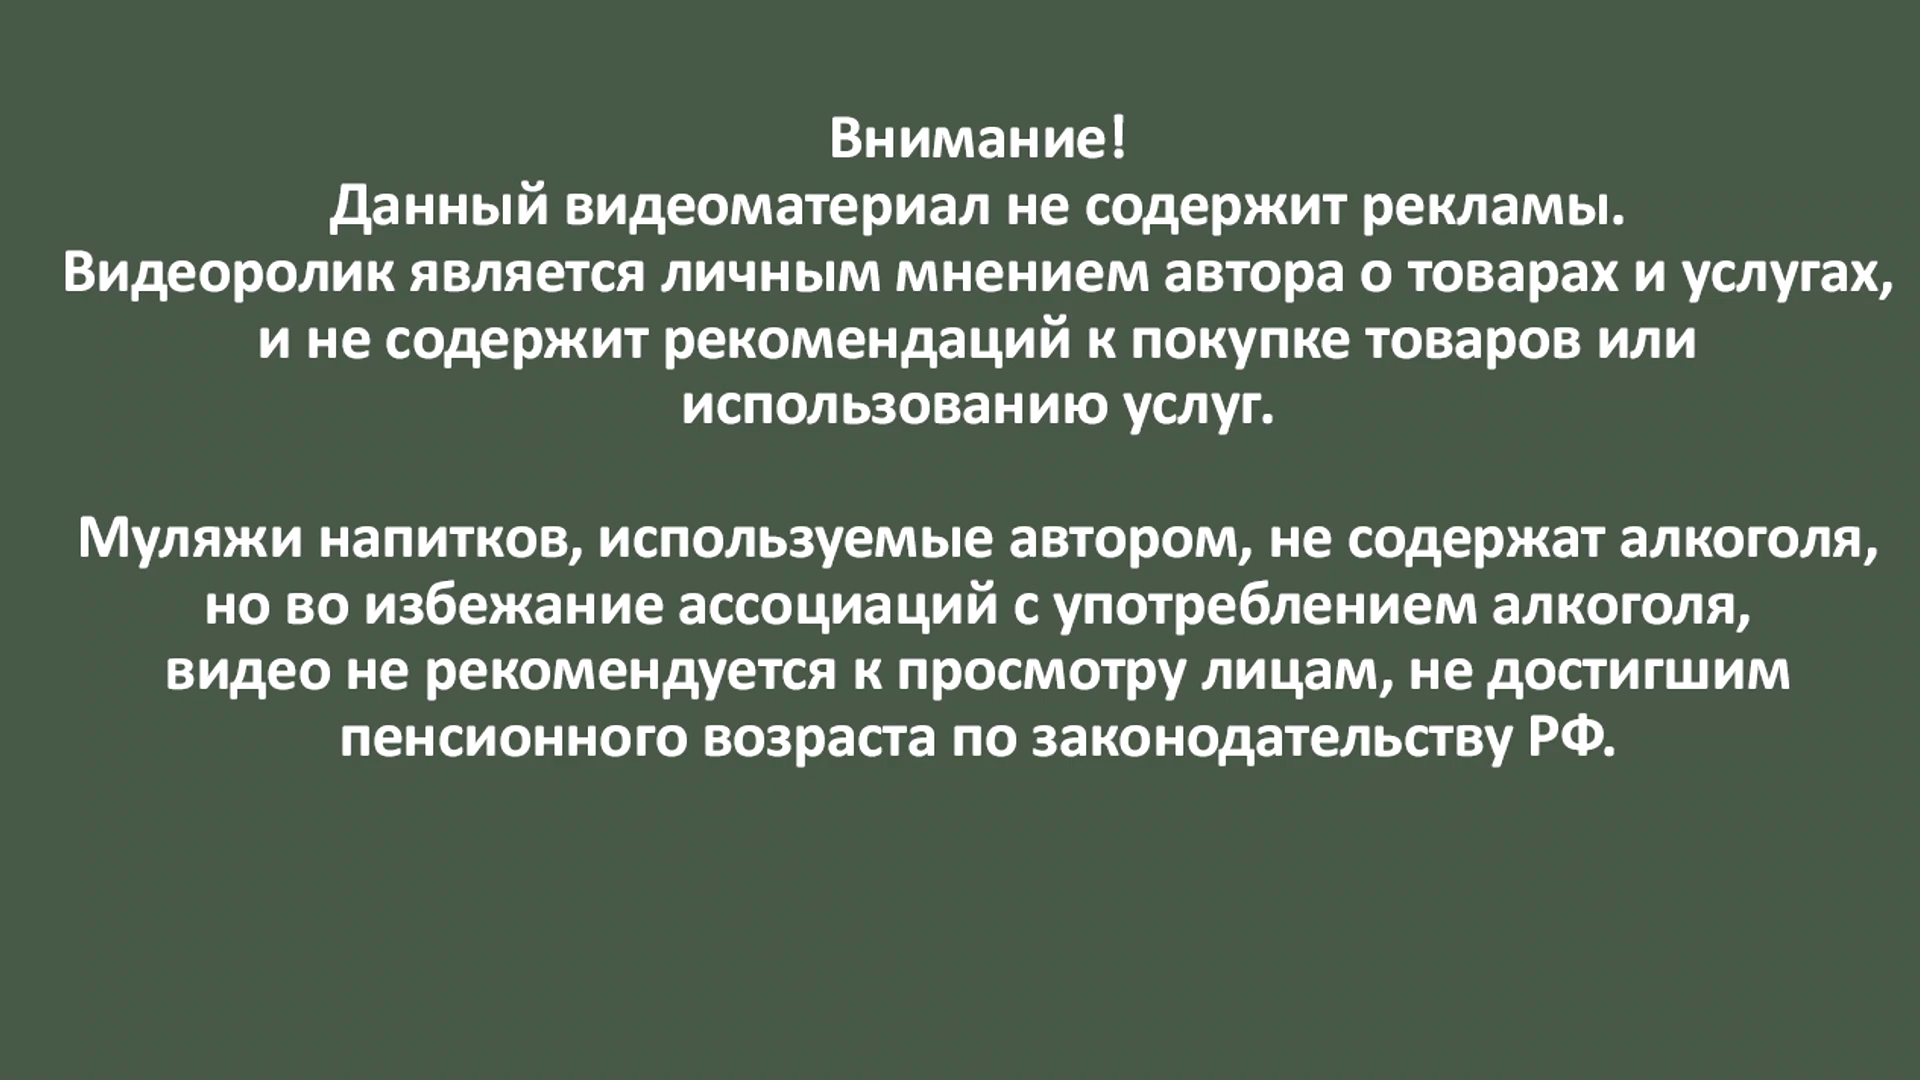 Внимание!
Данный видеоматериал не содержит рекламы.
Видеоролик является личным мнением автора о товарах и услугах,
и не содержит рекомендаций к покупке товаров или
использованию услуг.
Муляжи напитков, используемые автором, не содержат алкоголя,
но во избежание ассоциаций с употреблением алкоголя,
видео не рекомендуется к просмотру лицам, не достигшим
пенсионного возраста по законодательству РФ.